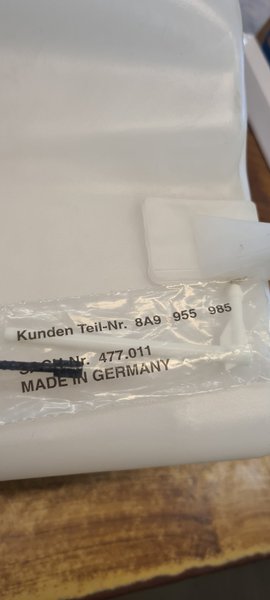 Kunden Teil-Nr. 8A9 955 985
Nr. 477.011
MADE IN GERMANY